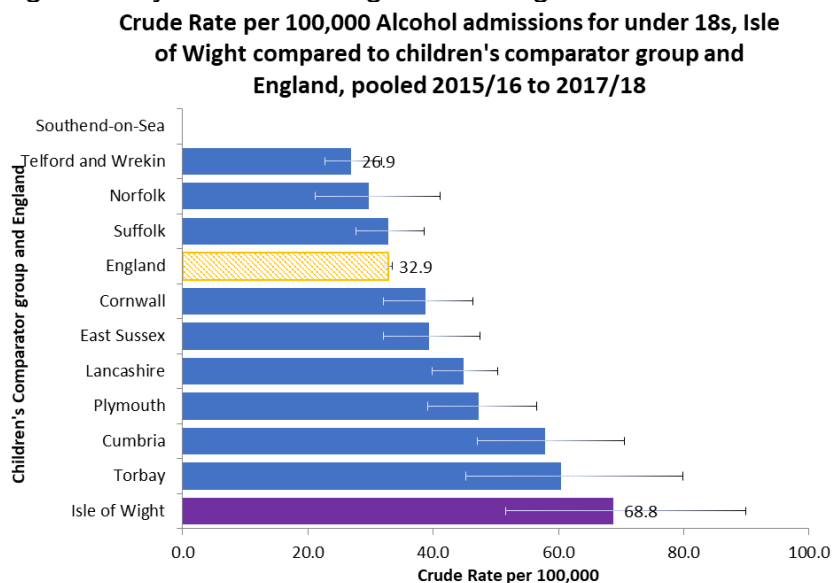 Crude Rate per 100,000 Alcohol admissions for under 18s, Isle
of Wight compared to children's comparator group and
England, pooled 2015/16 to 2017/18
Children's Comparator group and England
Southend-on-Sea
Telford and Wrekin
26.9
Norfolk
Suffolk
England
32.9
Cornwall
East Sussex
Lancashire
Plymouth
Cumbria
Torbay
Isle of Wight
68.8
0.0
20.0
40.0
60.0
80.0
100.0
Crude Rate per 100,000